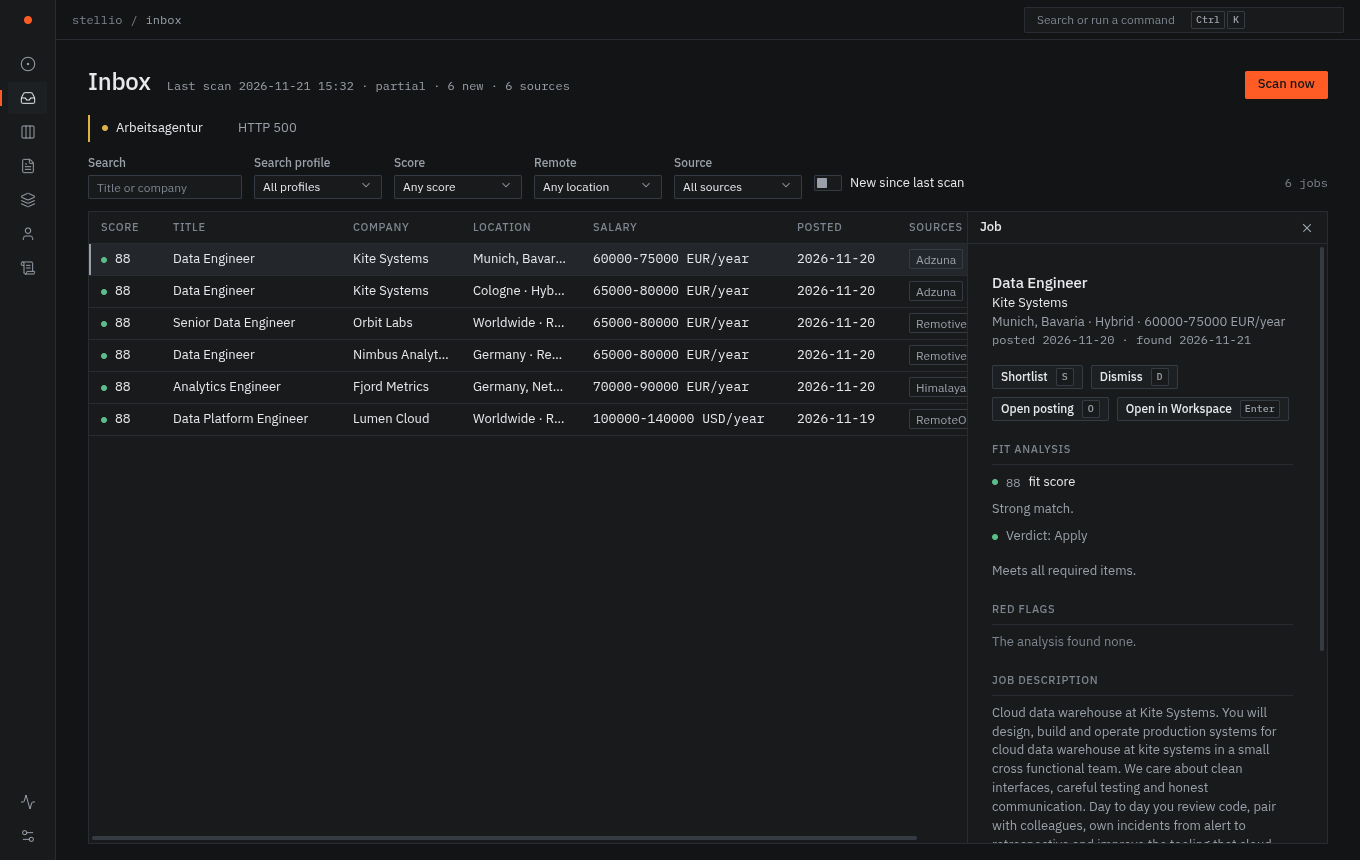 stellio / inbox
Search or run a command Ctrl K
Inbox Last scan 2026-11-21 15:32 · partial · 6 new · 6 sources
Scan now
Arbeitsagentur HTTP 500
Search Search profile Score Remote Source
Title or company All profiles Any score Any location All sources New since last scan 6 jobs
SCORE TITLE COMPANY LOCATION SALARY POSTED SOURCES
88 Data Engineer Kite Systems Munich, Bavar... 60000-75000 EUR/year 2026-11-20 Adzuna
88 Data Engineer Kite Systems Cologne · Hyb... 65000-80000 EUR/year 2026-11-20 Adzuna
88 Senior Data Engineer Orbit Labs Worldwide · R... 65000-80000 EUR/year 2026-11-20 Remotive
88 Data Engineer Nimbus Analyt... Germany · Re... 65000-80000 EUR/year 2026-11-20 Remotive
88 Analytics Engineer Fjord Metrics Germany, Net... 70000-90000 EUR/year 2026-11-20 Himalaya
88 Data Platform Engineer Lumen Cloud Worldwide · R... 100000-140000 USD/year 2026-11-19 RemoteO
Job
Data Engineer
Kite Systems
Munich, Bavaria · Hybrid · 60000-75000 EUR/year
posted 2026-11-20 · found 2026-11-21
Shortlist S Dismiss D
Open posting O Open in Workspace Enter
FIT ANALYSIS
88 fit score
Strong match.
Verdict: Apply
Meets all required items.
RED FLAGS
The analysis found none.
JOB DESCRIPTION
Cloud data warehouse at Kite Systems. You will
design, build and operate production systems for
cloud data warehouse at kite systems in a small
cross functional team. We care about clean
interfaces, careful testing and honest
communication. Day to day you review code, pair
with colleagues, own incidents from alert to
retrospective and improve the tooling that cloud